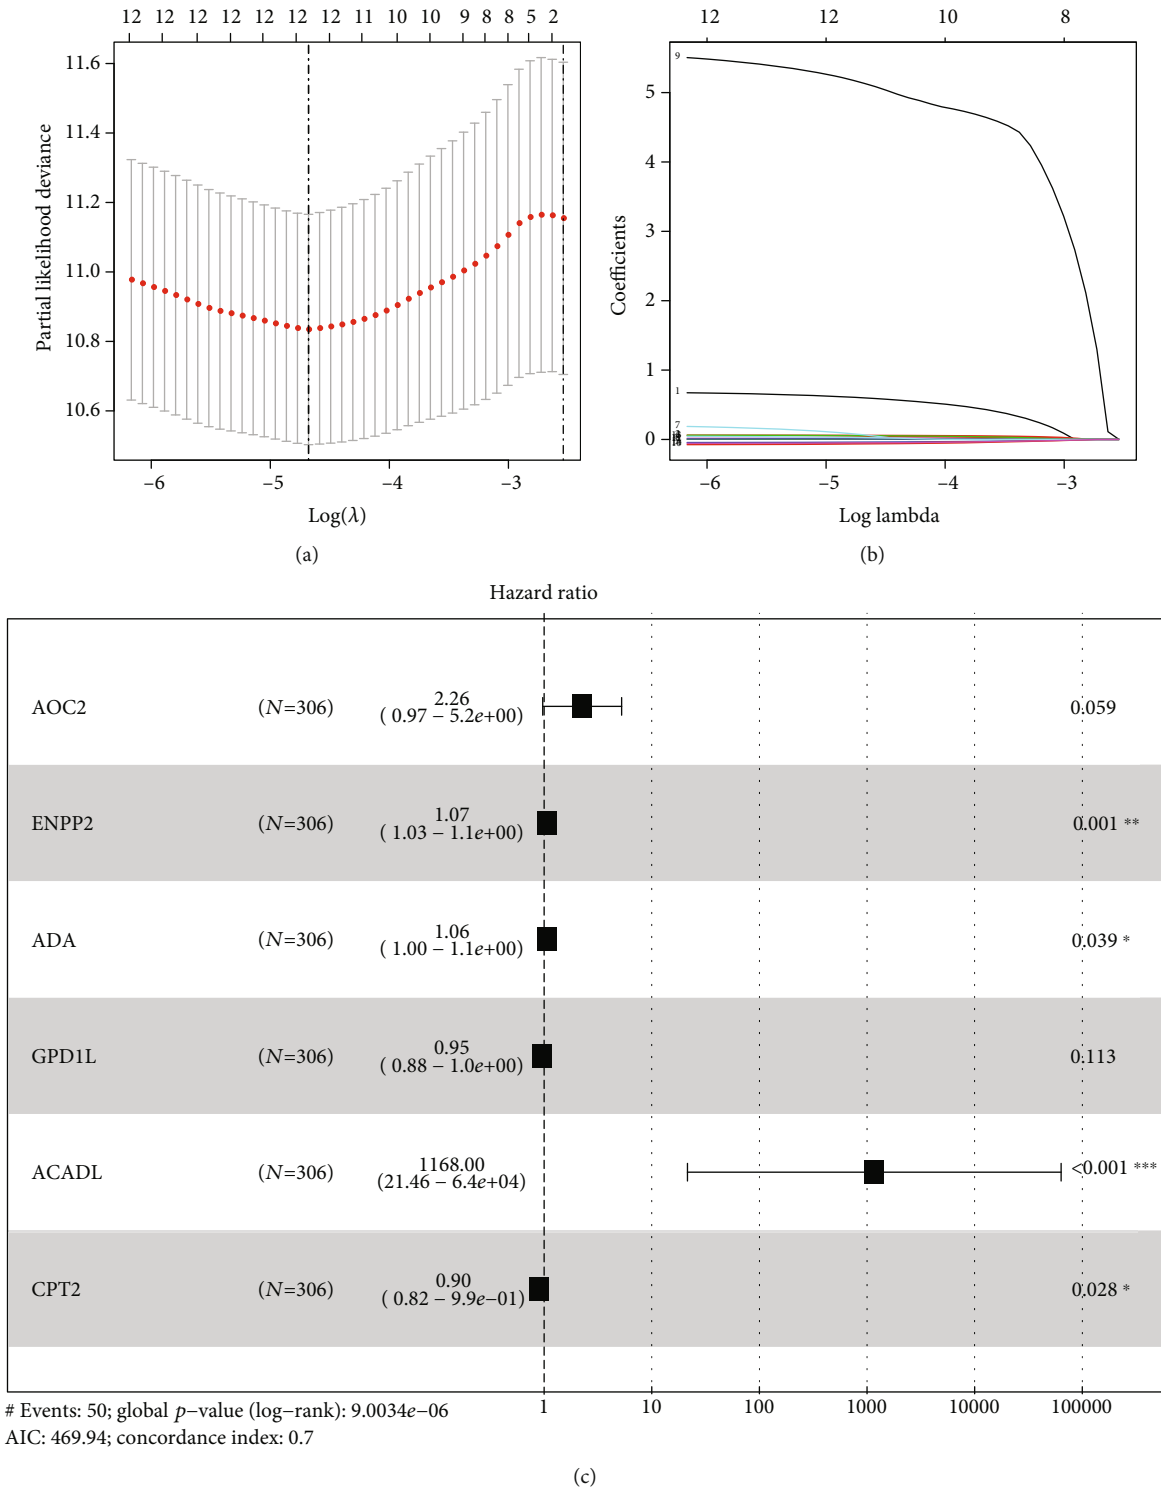 12 12 12 12 12 12 12 11 10 10 9 8 8 5 2
Partial likelihood deviance
11.6
11.4
11.2
11.0
10.8
10.6
−6 −5 −4 −3
Log(λ)
(a)
12 12 10 8
Coefficients
5
4
3
2
1
0
9
1
7
−6 −5 −4 −3
Log lambda
(b)
Hazard ratio
AOC2 (N=306) 2.26 0.059
( 0.97 − 5.2e+00)
ENPP2 (N=306) 1.07 0.001 **
( 1.03 − 1.1e+00)
ADA (N=306) 1.06 0.039 *
( 1.00 − 1.1e+00)
GPD1L (N=306) 0.95 0.113
( 0.88 − 1.0e+00)
ACADL (N=306) 1168.00 <0.001 ***
(21.46 − 6.4e+04)
CPT2 (N=306) 0.90 0.028 *
( 0.82 − 9.9e−01)
1 10 100 1000 10000 100000
# Events: 50; global p−value (log−rank): 9.0034e−06
AIC: 469.94; concordance index: 0.7
(c)